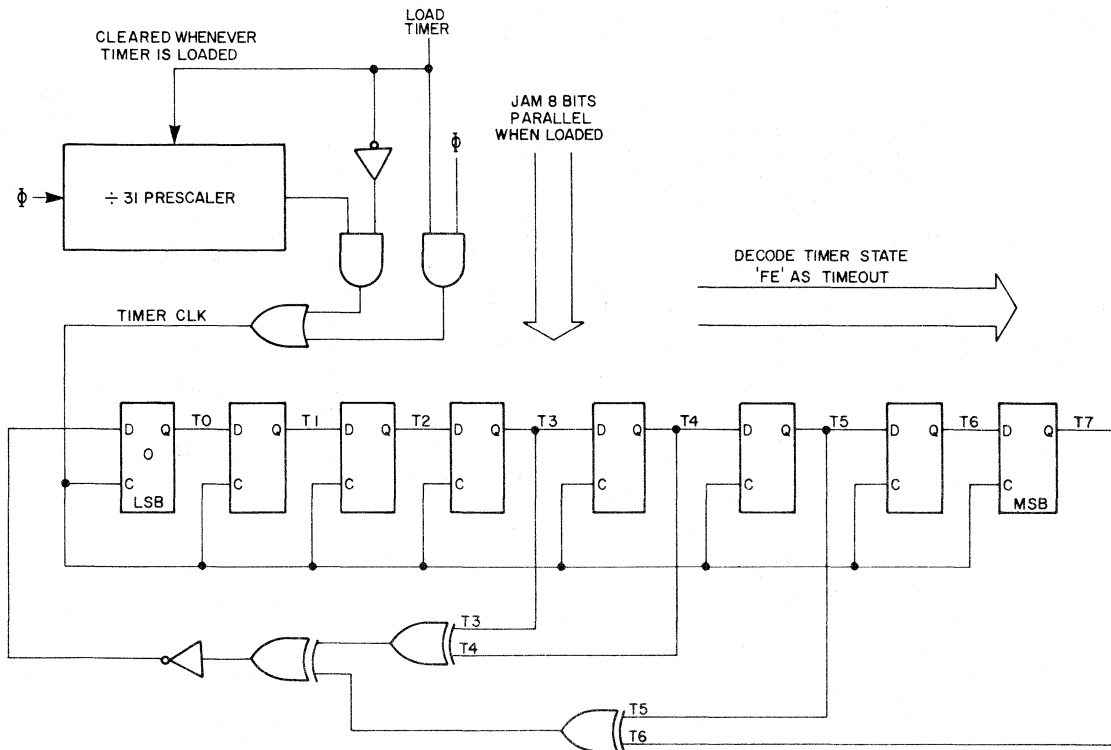 LOAD
TIMER
CLEARED WHENEVER
TIMER IS LOADED
JAM 8 BITS
PARALLEL
WHEN LOADED
Φ
Φ
÷ 31 PRESCALER
DECODE TIMER STATE
'FE' AS TIMEOUT
TIMER CLK
D T0 D Q T1 D Q T2 D Q T3 D Q T4 D Q T5 D Q T6 D Q T7
O
C C C C C C C C
LSB MSB
T3
T4
T5
T6